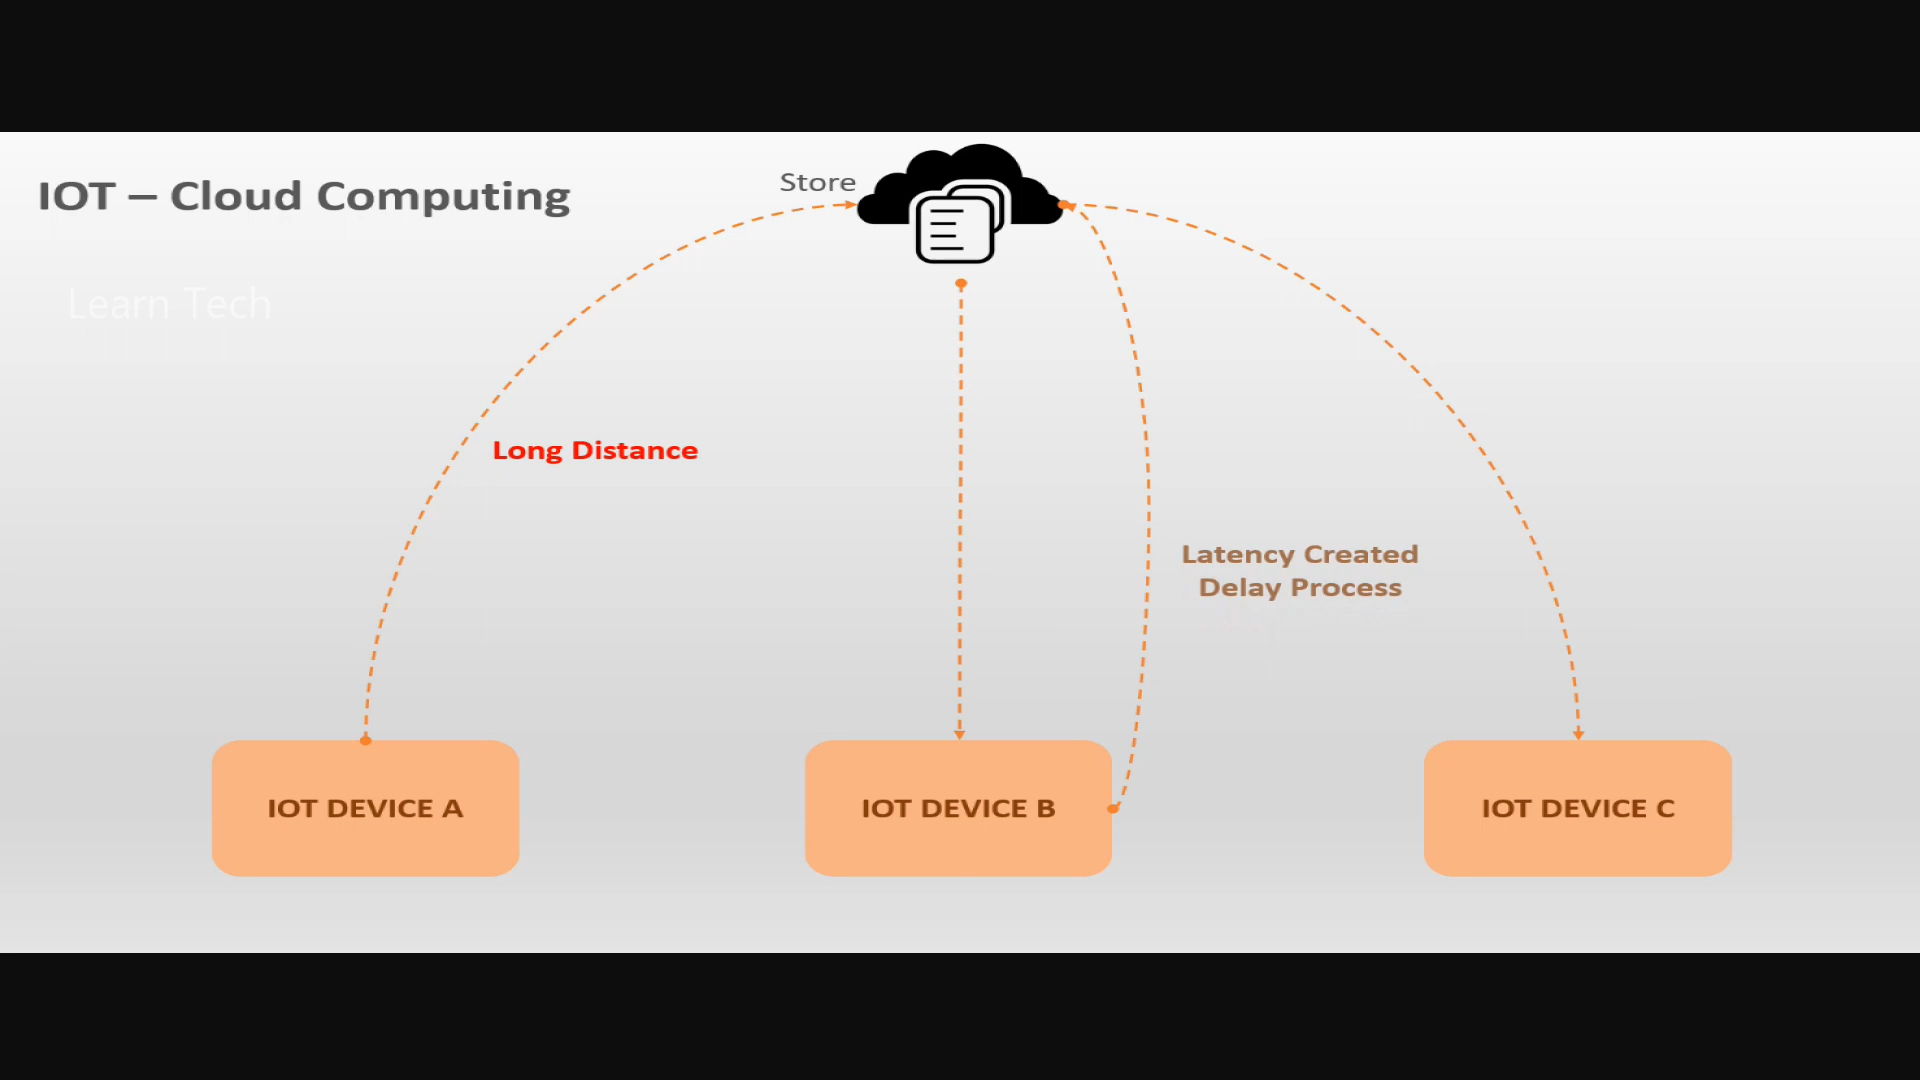 IOT – Cloud Computing
Store
Learn Tech
Long Distance
Latency Created
Delay Process
IOT DEVICE A
IOT DEVICE B
IOT DEVICE C